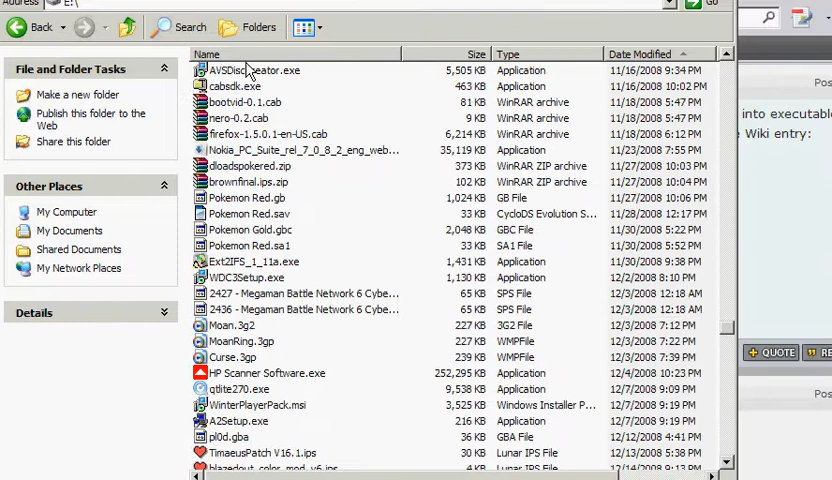 Address E:\ Go
Back Search Folders
Name Size Type Date Modified
File and Folder Tasks
Make a new folder
Publish this folder to the
Web
Share this folder
Other Places
My Computer
My Documents
Shared Documents
My Network Places
Details
AVSDiscCreator.exe 5,505 KB Application 11/16/2008 9:34 PM
cabsdk.exe 463 KB Application 11/16/2008 10:02 PM
bootvid-0.1.cab 81 KB WinRAR archive 11/18/2008 5:47 PM
nero-0.2.cab 9 KB WinRAR archive 11/18/2008 5:47 PM
firefox-1.5.0.1-en-US.cab 6,214 KB WinRAR archive 11/18/2008 6:12 PM
Nokia_PC_Suite_rel_7_0_8_2_eng_web... 35,119 KB Application 11/23/2008 7:55 PM
dloadspokered.zip 373 KB WinRAR ZIP archive 11/27/2008 10:03 PM
brownfinal.ips.zip 102 KB WinRAR ZIP archive 11/27/2008 10:04 PM
Pokemon Red.gb 1,024 KB GB File 11/27/2008 10:06 PM
Pokemon Red.sav 33 KB CycloDS Evolution S... 11/28/2008 12:17 PM
Pokemon Gold.gbc 2,048 KB GBC File 11/30/2008 5:22 PM
Pokemon Red.sa1 33 KB SA1 File 11/30/2008 5:52 PM
Ext2IFS_1_11a.exe 1,431 KB Application 11/30/2008 9:38 PM
WDC3Setup.exe 1,130 KB Application 12/2/2008 8:10 PM
2427 - Megaman Battle Network 6 Cybe... 65 KB SPS File 12/3/2008 12:18 AM
2436 - Megaman Battle Network 6 Cybe... 65 KB SPS File 12/3/2008 12:18 AM
Moan.3g2 227 KB 3G2 File 12/3/2008 7:12 PM
MoanRing.3gp 227 KB WMPFile 12/3/2008 7:22 PM
Curse.3gp 239 KB WMPFile 12/3/2008 7:39 PM
HP Scanner Software.exe 252,295 KB Application 12/4/2008 10:23 PM
qtlite270.exe 9,538 KB Application 12/7/2008 9:09 PM
WinterPlayerPack.msi 3,525 KB Windows Installer P... 12/7/2008 9:19 PM
A2Setup.exe 216 KB Application 12/7/2008 9:19 PM
pl0d.gba 36 KB GBA File 12/12/2008 4:41 PM
TimaeusPatch V16.1.ips 30 KB Lunar IPS File 12/13/2008 5:38 PM
blazedout_color_mod_v6.ips 4 KB Lunar IPS File 12/14/2008 9:13 PM
Pos
into executable
Wiki entry:
QUOTE RE
Pos